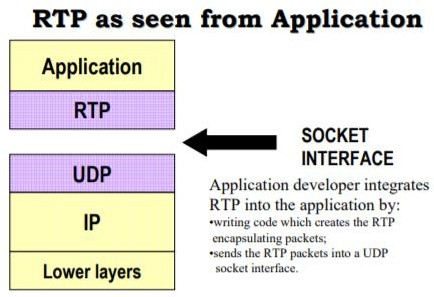 RTP as seen from Application
Application
RTP
SOCKET
INTERFACE
UDP
IP
Lower layers
Application developer integrates
RTP into the application by:
•writing code which creates the RTP
encapsulating packets;
•sends the RTP packets into a UDP
socket interface.